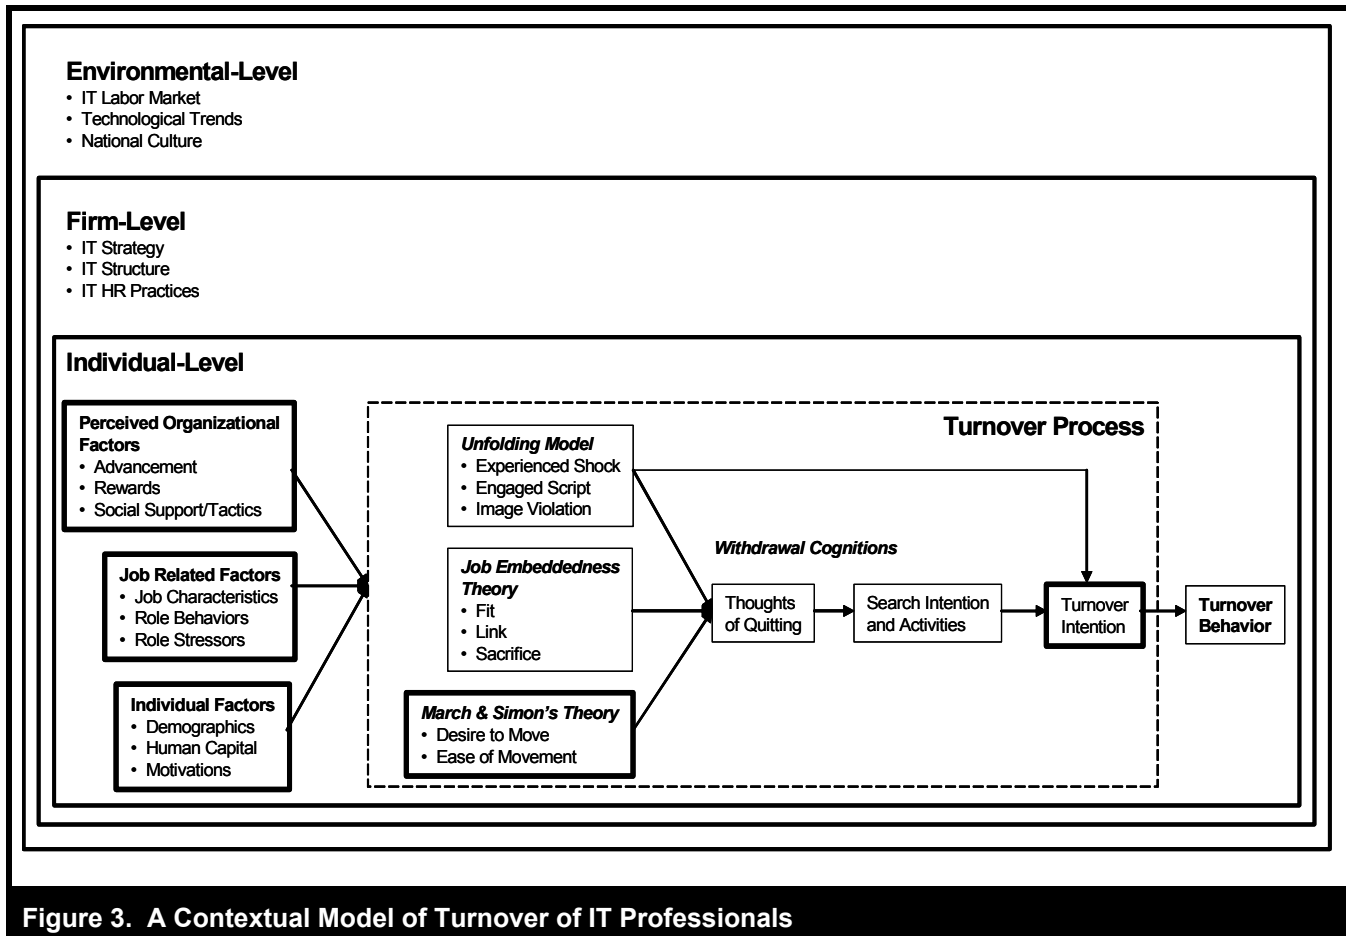 Environmental-Level
• IT Labor Market
• Technological Trends
• National Culture
Firm-Level
• IT Strategy
• IT Structure
• IT HR Practices
Individual-Level
Perceived Organizational
Factors
• Advancement
• Rewards
• Social Support/Tactics
Job Related Factors
• Job Characteristics
• Role Behaviors
• Role Stressors
Individual Factors
• Demographics
• Human Capital
• Motivations
Turnover Process
Unfolding Model
• Experienced Shock
• Engaged Script
• Image Violation
Job Embeddedness
Theory
• Fit
• Link
• Sacrifice
March & Simon's Theory
• Desire to Move
• Ease of Movement
Withdrawal Cognitions
Thoughts
of Quitting
Search Intention
and Activities
Turnover
Intention
Turnover
Behavior
Figure 3. A Contextual Model of Turnover of IT Professionals